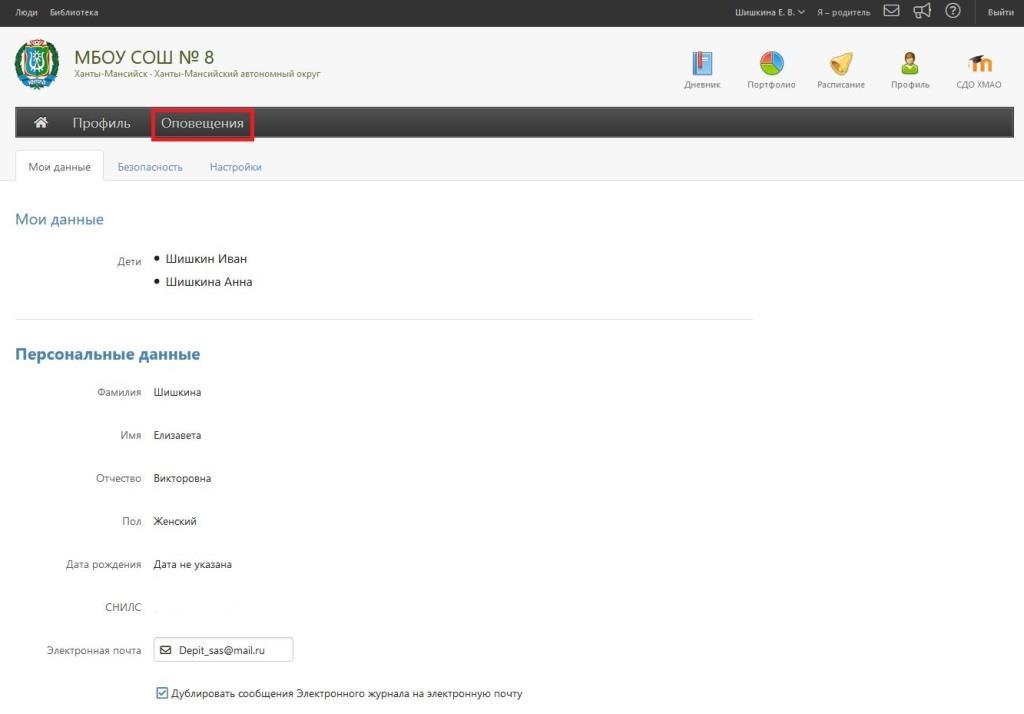 Люди Библиотека Шишкина Е. В. Я – родитель Выйти
МБОУ СОШ № 8
Ханты-Мансийск · Ханты-Мансийский автономный округ
Дневник Портфолио Расписание Профиль СДО ХМАО
Профиль Оповещения
Мои данные Безопасность Настройки
Мои данные
Дети • Шишкин Иван
• Шишкина Анна
Персональные данные
Фамилия Шишкина
Имя Елизавета
Отчество Викторовна
Пол Женский
Дата рождения Дата не указана
СНИЛС
Электронная почта Depit_sas@mail.ru
Дублировать сообщения Электронного журнала на электронную почту